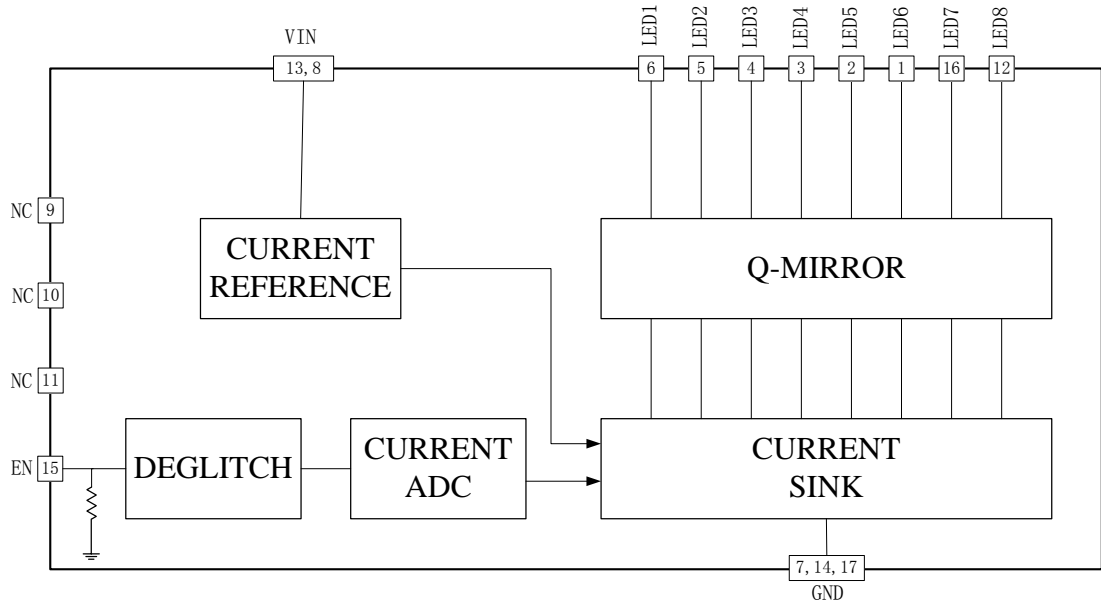 VIN
13, 8
LED1
LED2
LED3
LED4
LED5
LED6
LED7
LED8
6
5
4
3
2
1
16
12
NC 9
CURRENT
REFERENCE
Q-MIRROR
NC 10
NC 11
EN 15
DEGLITCH
CURRENT
ADC
CURRENT
SINK
7, 14, 17
GND